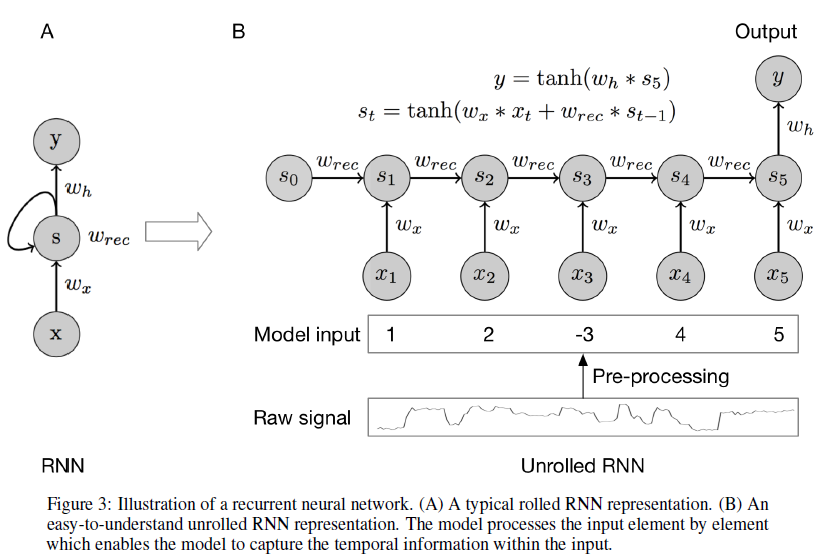 A
B
Output
y = tanh(w_h * s_5)
s_t = tanh(w_x * x_t + w_rec * s_{t-1})
y
y
w_h
w_h
s_0 w_rec s_1 w_rec s_2 w_rec s_3 w_rec s_4 w_rec s_5
s w_rec
w_x w_x w_x w_x w_x
w_x
x_1 x_2 x_3 x_4 x_5
x
Model input 1 2 -3 4 5
Pre-processing
Raw signal
RNN
Unrolled RNN
Figure 3: Illustration of a recurrent neural network. (A) A typical rolled RNN representation. (B) An
easy-to-understand unrolled RNN representation. The model processes the input element by element
which enables the model to capture the temporal information within the input.